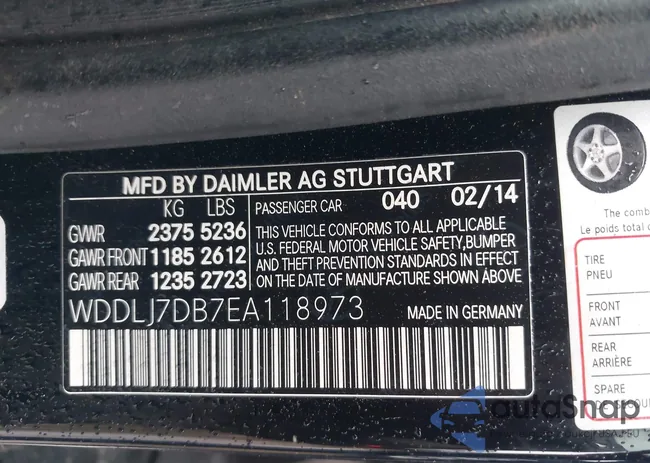 MFD BY DAIMLER AG STUTTGART
KG LBS
GVWR 2375 5236
GAWR FRONT 1185 2612
GAWR REAR 1235 2723
PASSENGER CAR 040 02/14
THIS VEHICLE CONFORMS TO ALL APPLICABLE
U.S. FEDERAL MOTOR VEHICLE SAFETY, BUMPER
AND THEFT PREVENTION STANDARDS IN EFFECT
ON THE DATE OF MANUFACTURE SHOWN ABOVE
WDDLJ7DB7EA118973 MADE IN GERMANY
The comb
Le poids total c
TIRE
PNEU
FRONT
AVANT
REAR
ARRIÈRE
SPARE
autoSnap